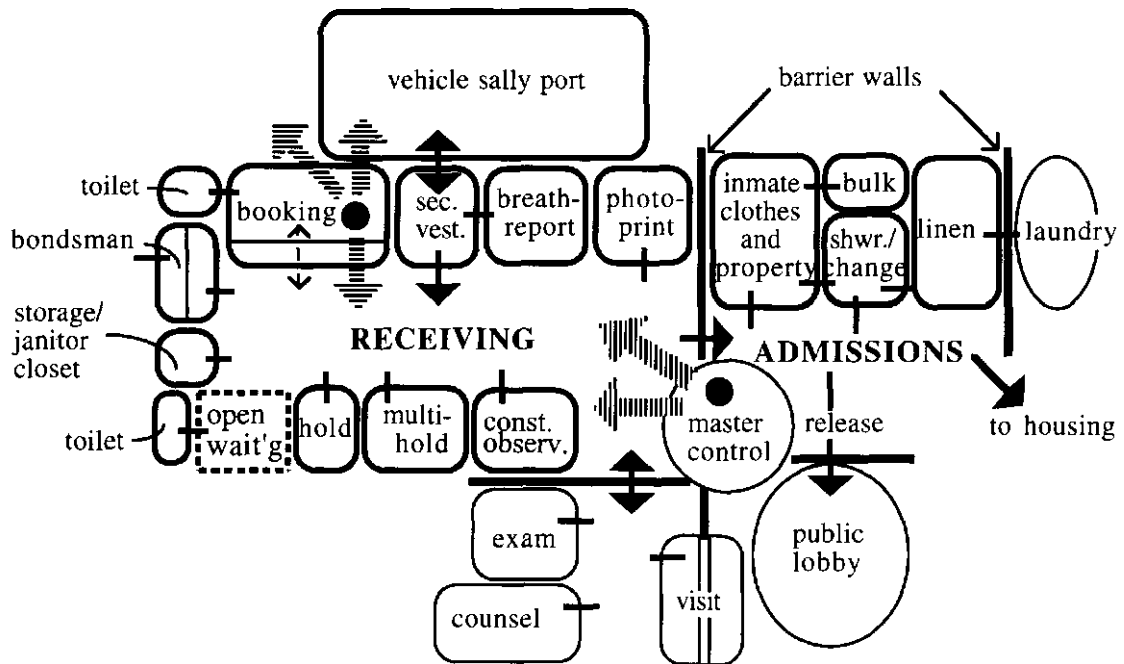 vehicle sally port
barrier walls
toilet
booking
sec.
vest.
breath-
report
photo-
print
inmate
clothes
and
property
bulk
shwr./
change
linen
laundry
bondsman
storage/
janitor
closet
RECEIVING
ADMISSIONS
toilet
open
wait'g
hold
multi-
hold
const.
observ.
master
control
release
to housing
exam
counsel
visit
public
lobby